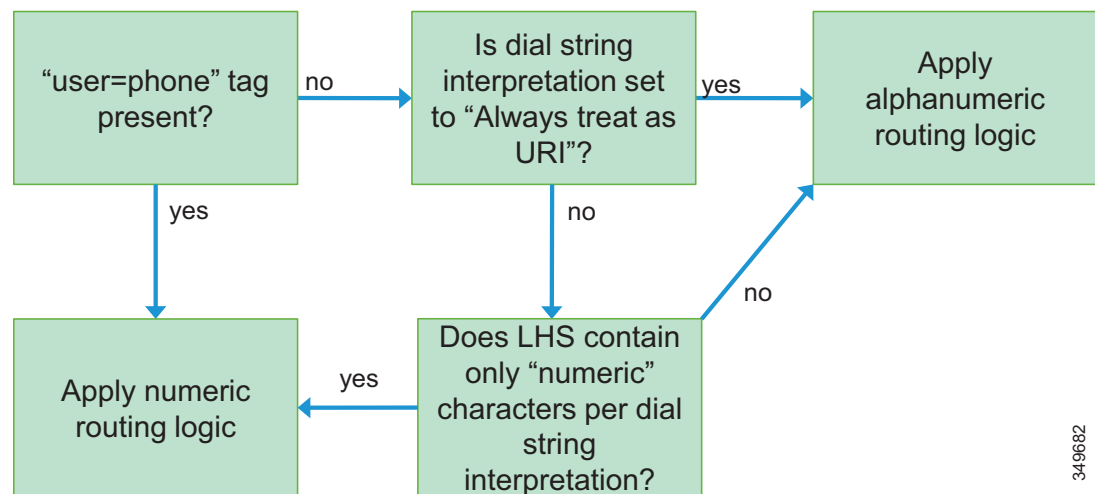 “user=phone” tag
present?
no
Is dial string
interpretation set
to “Always treat as
URI”?
yes
Apply
alphanumeric
routing logic
yes
no
no
Apply numeric
routing logic
yes
Does LHS contain
only “numeric”
characters per dial
string
interpretation?
349682